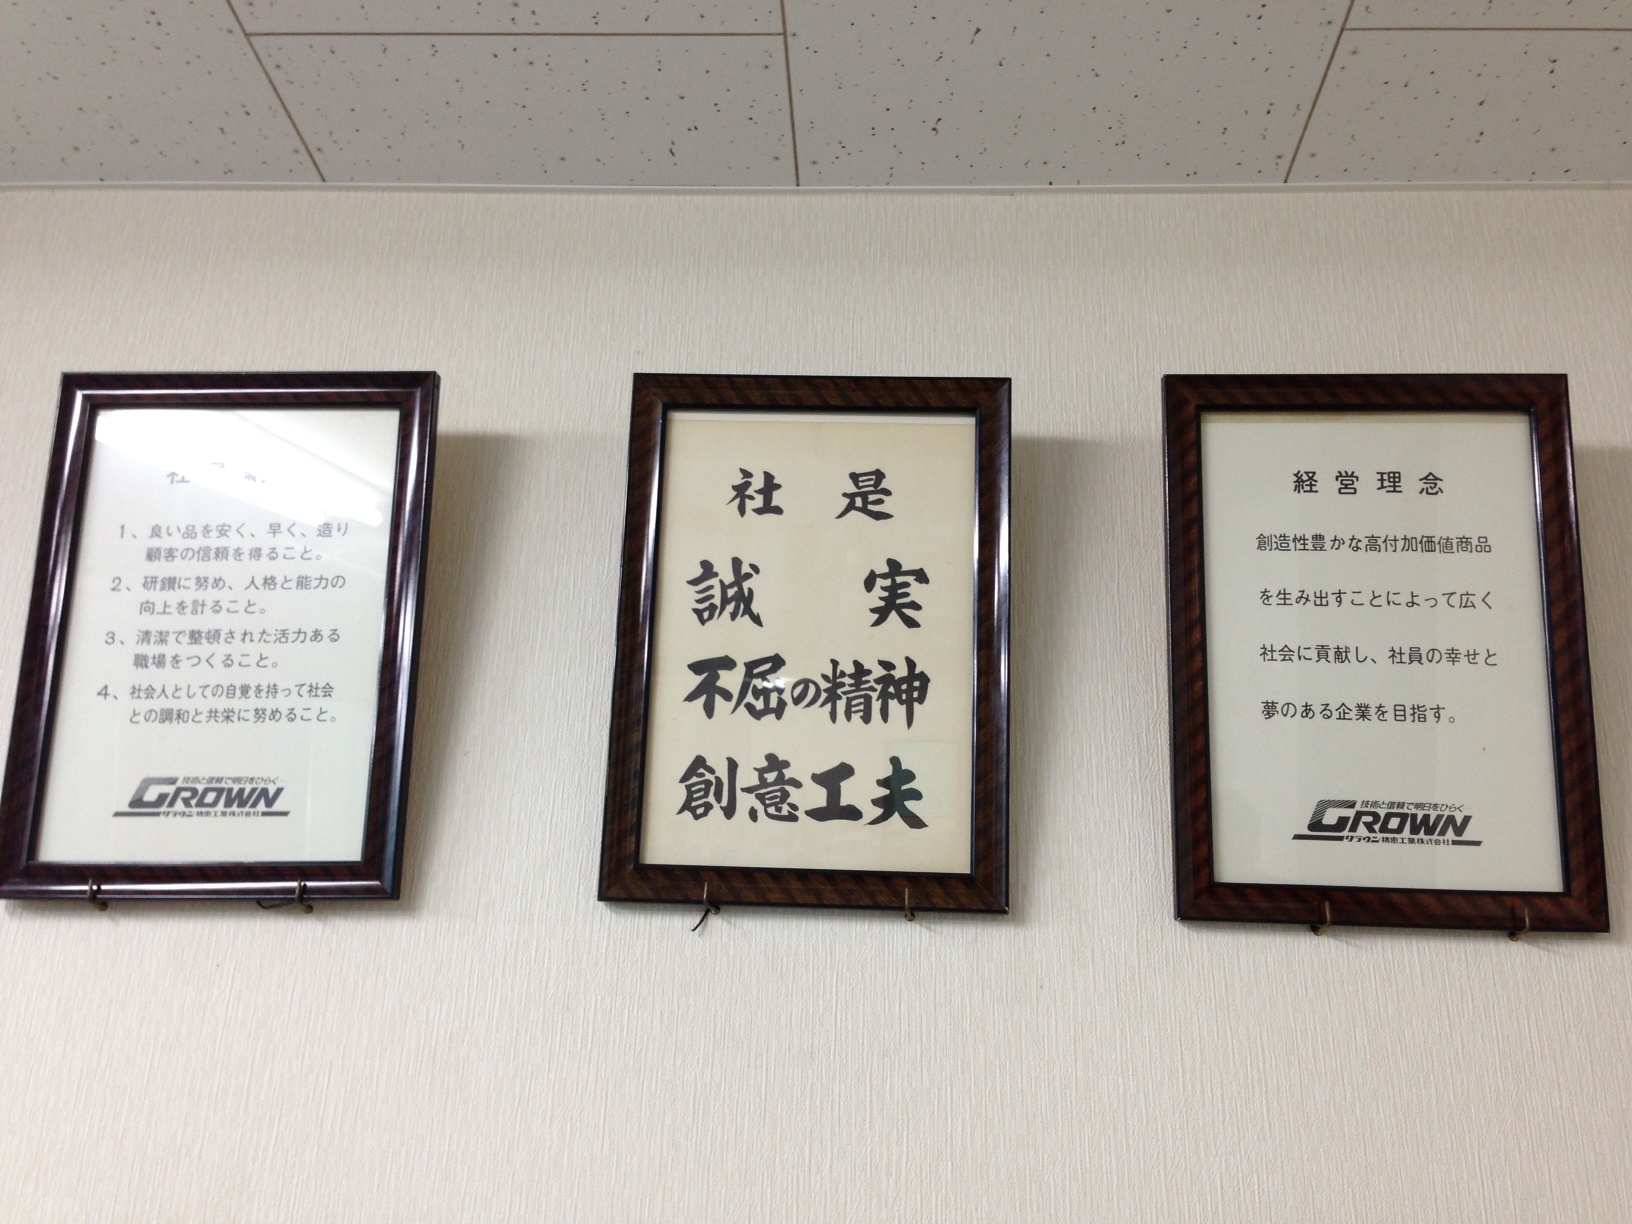 1、良い品を安く、早く、造り
顧客の信頼を得ること。
2、研鑽に努め、人格と能力の
向上を計ること。
3、清潔で整頓された活力ある
職場をつくること。
4、社会人としての自覚を持って社会
との調和と共栄に努めること。
技術と信頼で明日をひらく
GROWN
クラウン精密工業株式会社
社 是
誠 実
不屈の精神
創意工夫
経営理念
創造性豊かな高付加価値商品
を生み出すことによって広く
社会に貢献し、社員の幸せと
夢のある企業を目指す。
技術と信頼で明日をひらく
GROWN
クラウン精密工業株式会社